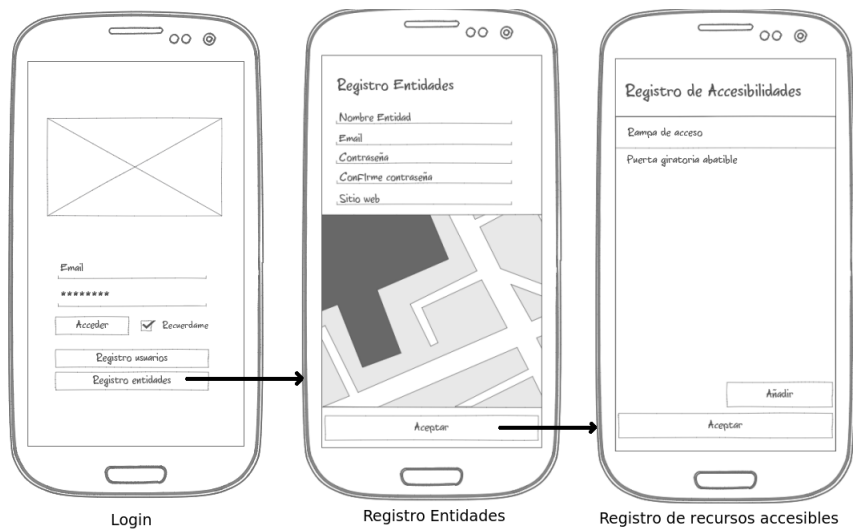 Email
********
Acceder
Recuerdame
Registro usuarios
Registro entidades
Login
Registro Entidades
Nombre Entidad
Email
Contraseña
ConFIrme contraseña
Sitio web
Aceptar
Registro Entidades
Registro de Accesibilidades
Rampa de acceso
Puerta giratoria abatible
Añadir
Aceptar
Registro de recursos accesibles